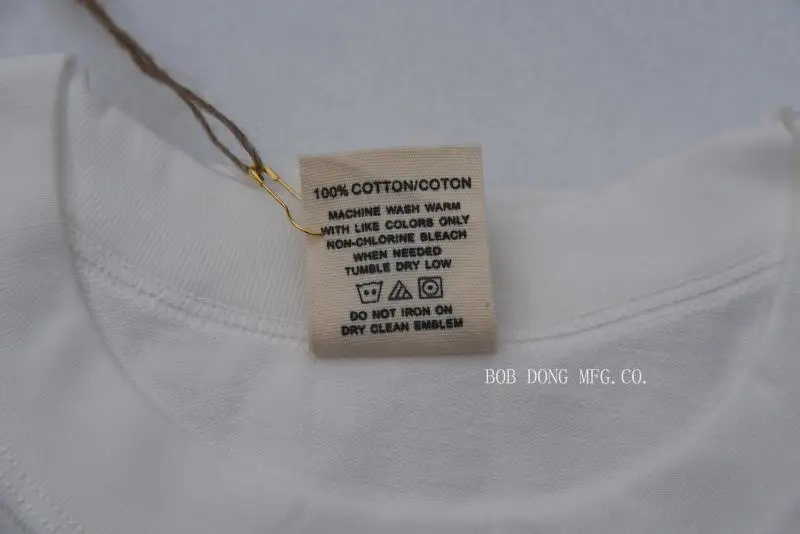 100% COTTON/COTON
MACHINE WASH WARM
WITH LIKE COLORS ONLY
NON-CHLORINE BLEACH
WHEN NEEDED
TUMBLE DRY LOW
DO NOT IRON ON
DRY CLEAN EMBLEM
BOB DONG MFG.CO.